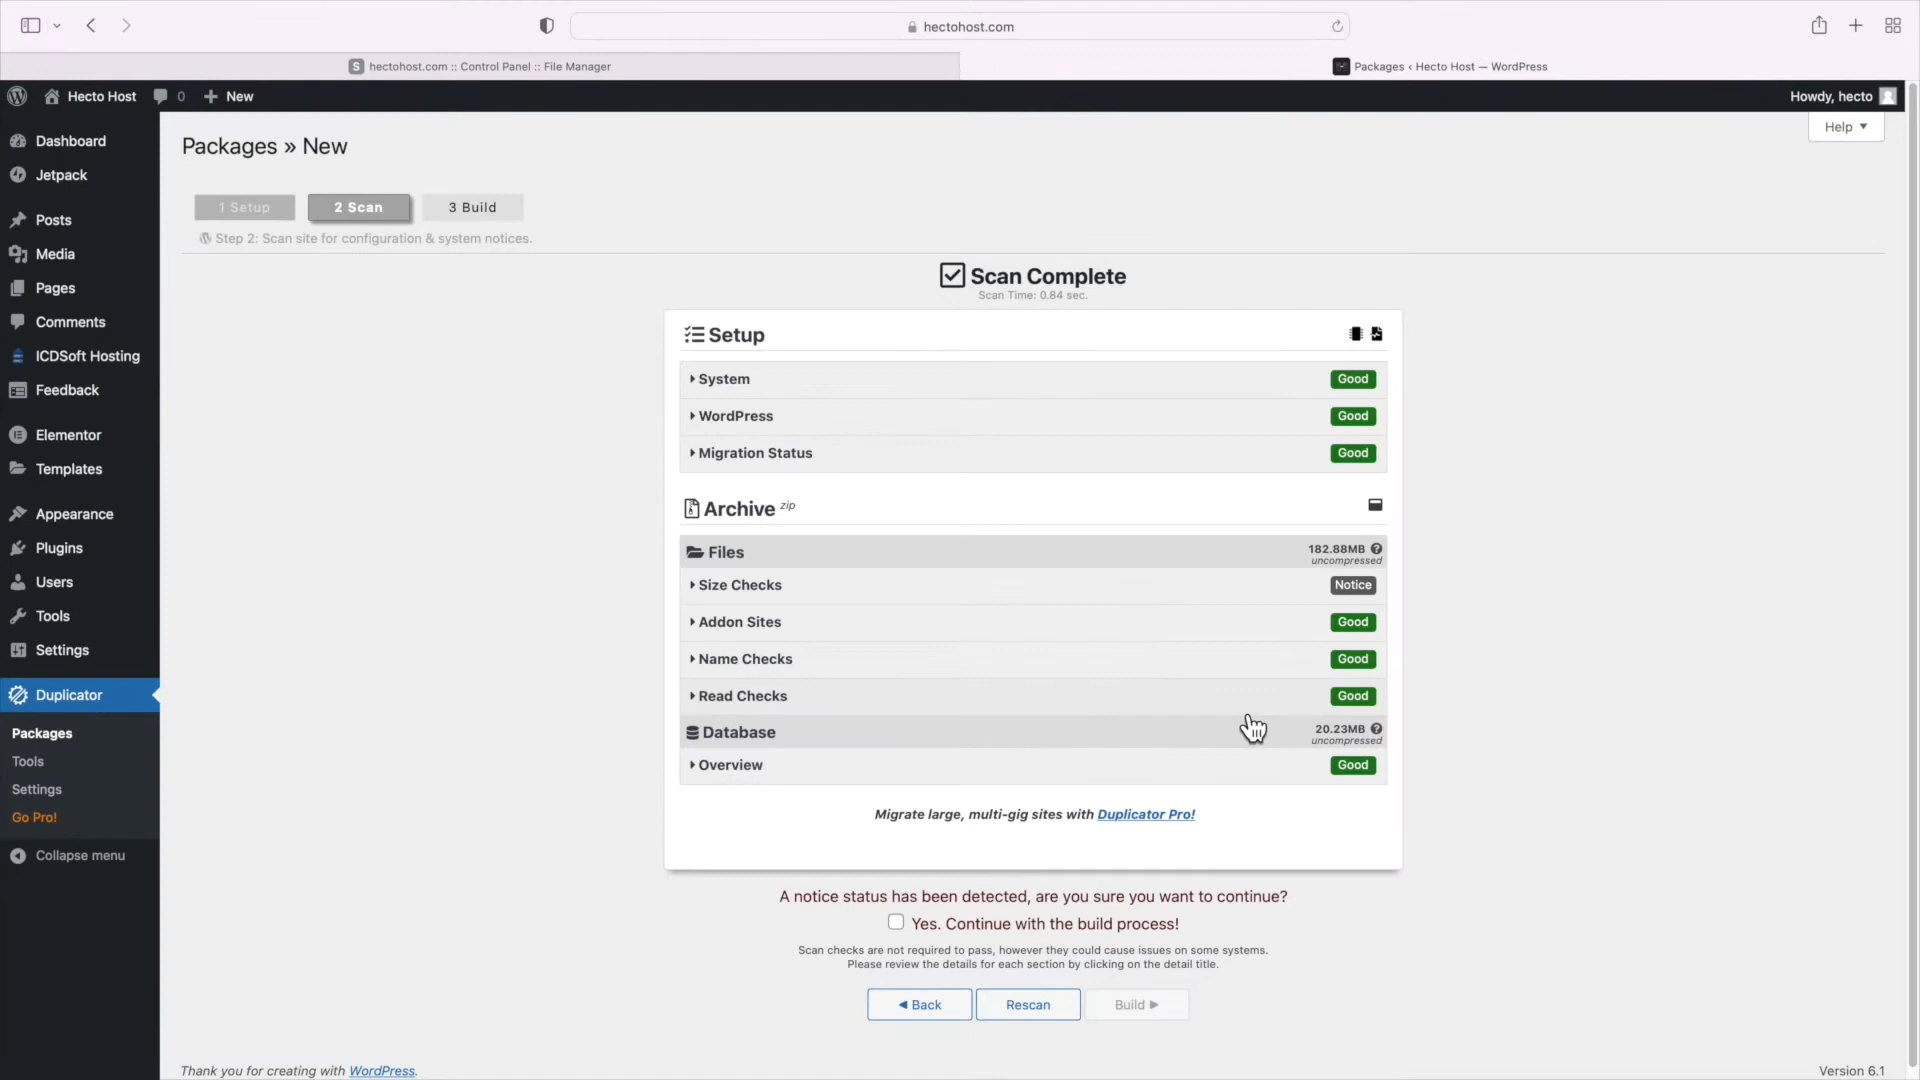 hectohost.com
S hectohost.com :: Control Panel :: File Manager
Packages ‹ Hecto Host — WordPress
Hecto Host 0 New
Howdy, hecto
Help ▼
Dashboard
Jetpack
Posts
Media
Pages
Comments
ICDSoft Hosting
Feedback
Elementor
Templates
Appearance
Plugins
Users
Tools
Settings
Duplicator
Packages
Tools
Settings
Go Pro!
Collapse menu
Packages » New
1 Setup
2 Scan
3 Build
Step 2: Scan site for configuration & system notices.
Scan Complete
Scan Time: 0.84 sec.
Setup
System Good
WordPress Good
Migration Status Good
Archive zip
Files 182.88MB
uncompressed
Size Checks Notice
Addon Sites Good
Name Checks Good
Read Checks Good
Database 20.23MB
uncompressed
Overview Good
Migrate large, multi-gig sites with Duplicator Pro!
A notice status has been detected, are you sure you want to continue?
Yes. Continue with the build process!
Scan checks are not required to pass, however they could cause issues on some systems.
Please review the details for each section by clicking on the detail title.
◀ Back
Rescan
Build ▶
Thank you for creating with WordPress.
Version 6.1